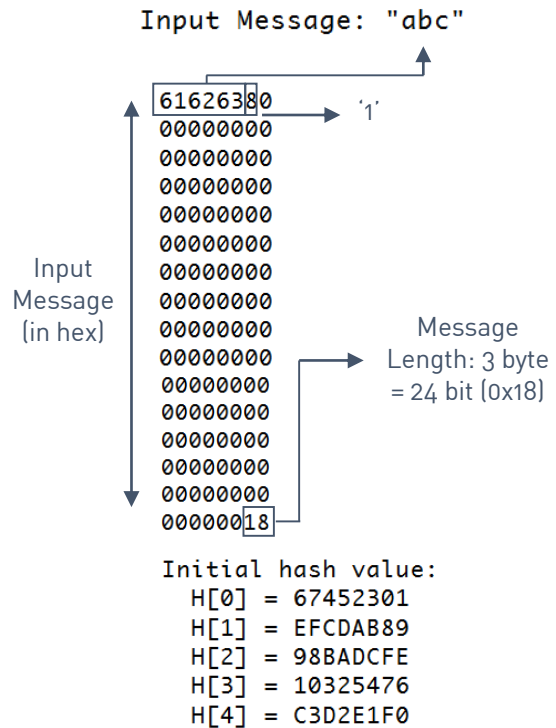 Input Message: "abc"
61626380
'1'
00000000
00000000
00000000
00000000
00000000
00000000
00000000
00000000
00000000
00000000
00000000
00000000
00000000
00000000
00000018
Input
Message
(in hex)
Message
Length: 3 byte
= 24 bit (0x18)
Initial hash value:
H[0] = 67452301
H[1] = EFCDAB89
H[2] = 98BADCFE
H[3] = 10325476
H[4] = C3D2E1F0